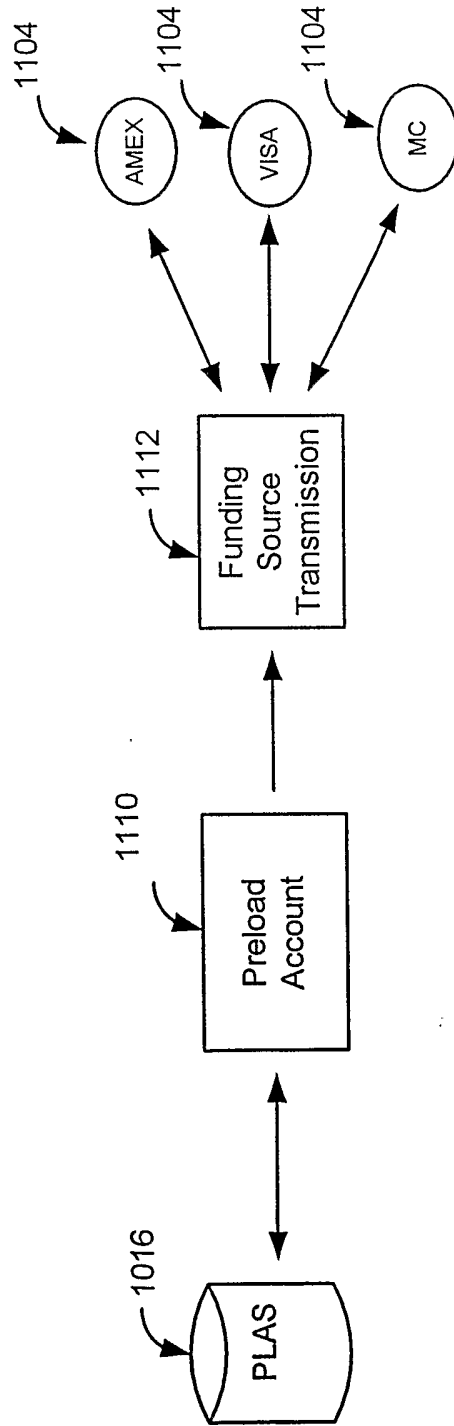 1016
PLAS
1110
Preload
Account
1112
Funding
Source
Transmission
1104
AMEX
1104
VISA
1104
MC